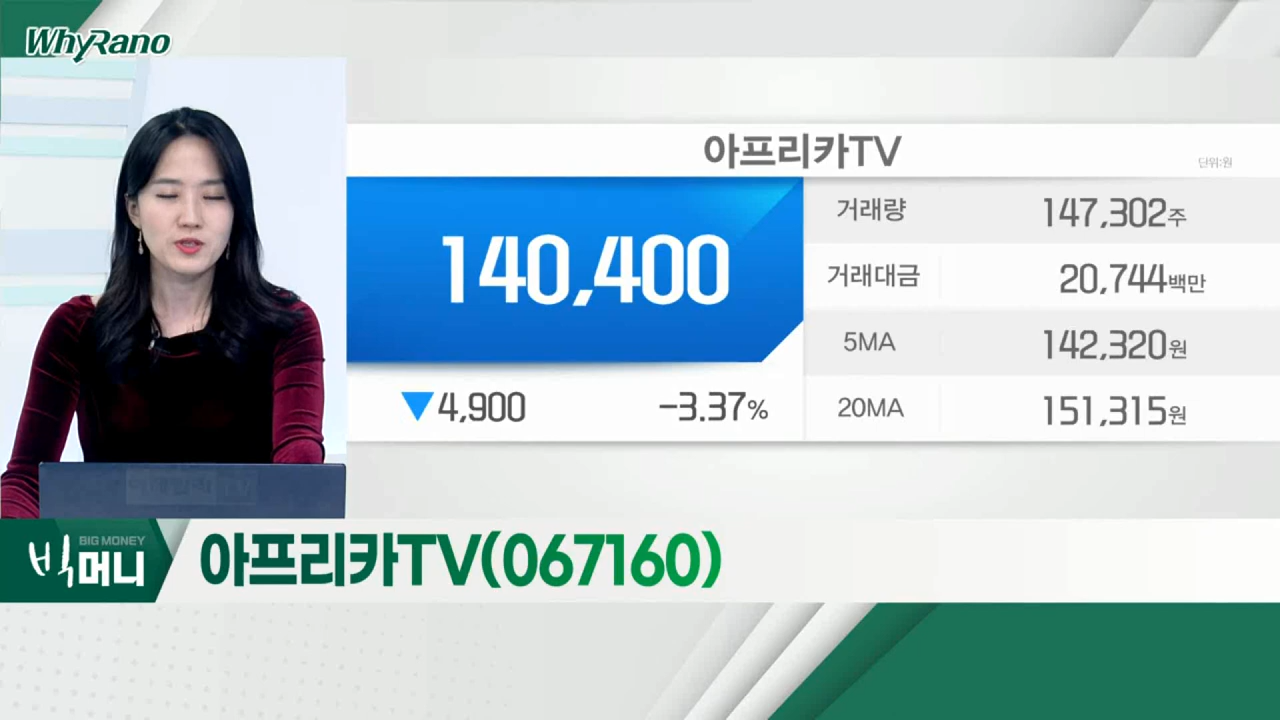 WhyRano
아프리카TV
단위:원
140,400
▼4,900 -3.37%
거래량 147,302주
거래대금 20,744백만
5MA 142,320원
20MA 151,315원
BIG MONEY
빅머니
아프리카TV(067160)